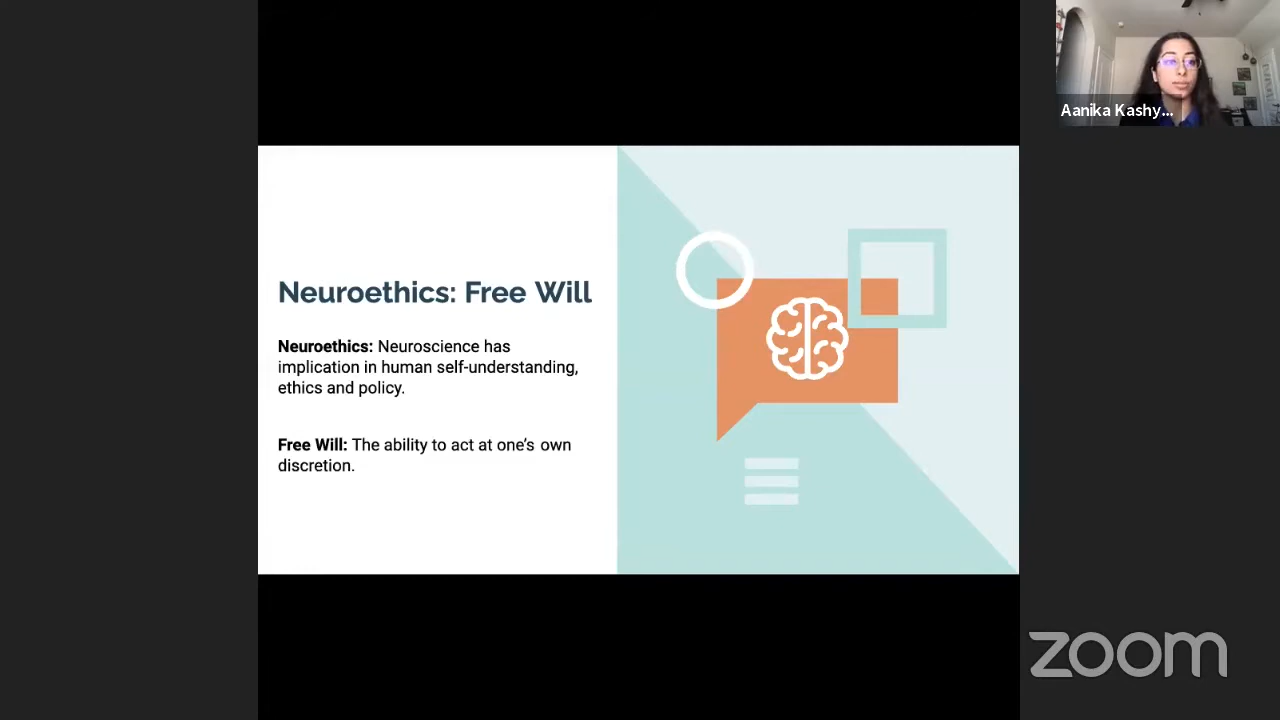 Aanika Kashy...
Neuroethics: Free Will
Neuroethics: Neuroscience has
implication in human self-understanding,
ethics and policy.
Free Will: The ability to act at one’s own
discretion.
zoom